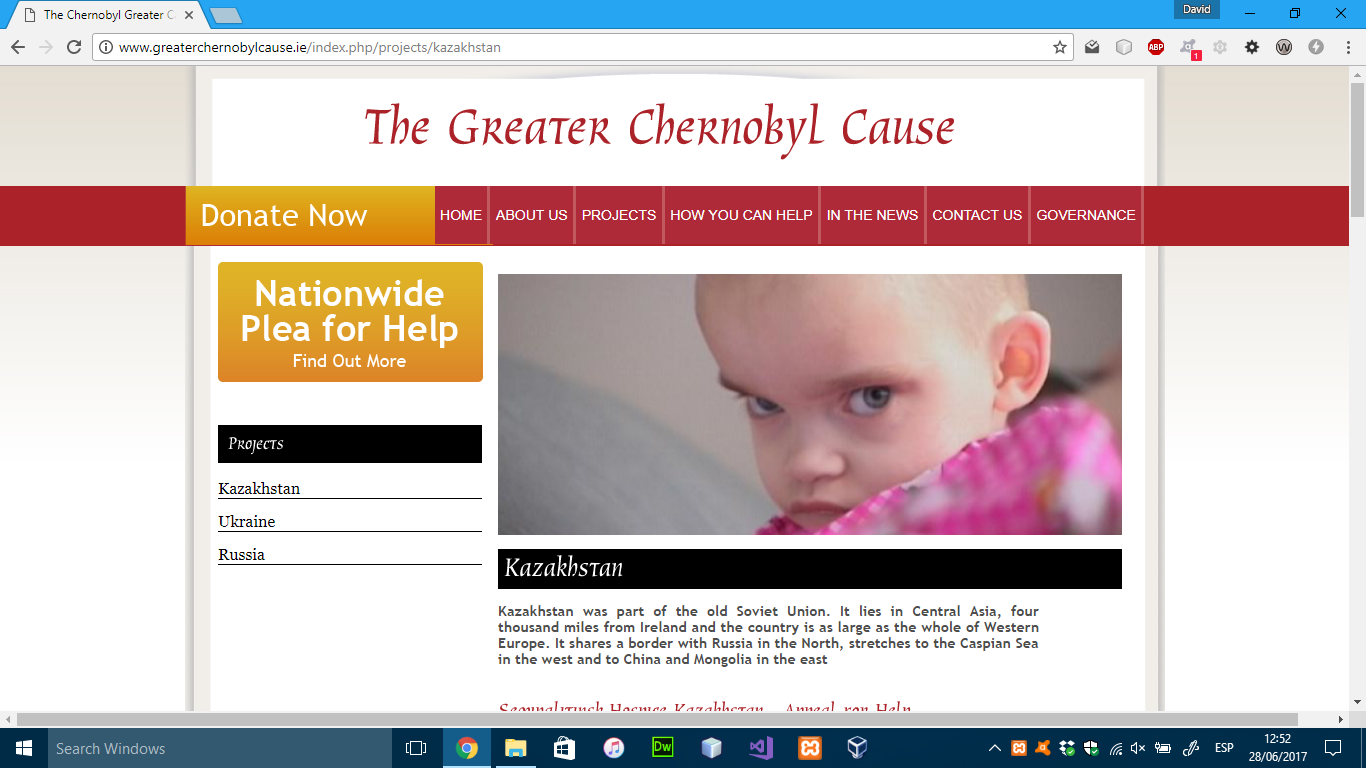 The Chernobyl Greater C
David
www.greaterchernobylcause.ie/index.php/projects/kazakhstan
ABP
1
The Greater Chernobyl Cause
Donate Now
HOME
ABOUT US
PROJECTS
HOW YOU CAN HELP
IN THE NEWS
CONTACT US
GOVERNANCE
Nationwide
Plea for Help
Find Out More
Projects
Kazakhstan
Ukraine
Russia
Kazakhstan
Kazakhstan was part of the old Soviet Union. It lies in Central Asia, four
thousand miles from Ireland and the country is as large as the whole of Western
Europe. It shares a border with Russia in the North, stretches to the Caspian Sea
in the west and to China and Mongolia in the east
Hospice Kazakhstan - Appeal for Help
Search Windows
Dw
ESP
12:52
28/06/2017